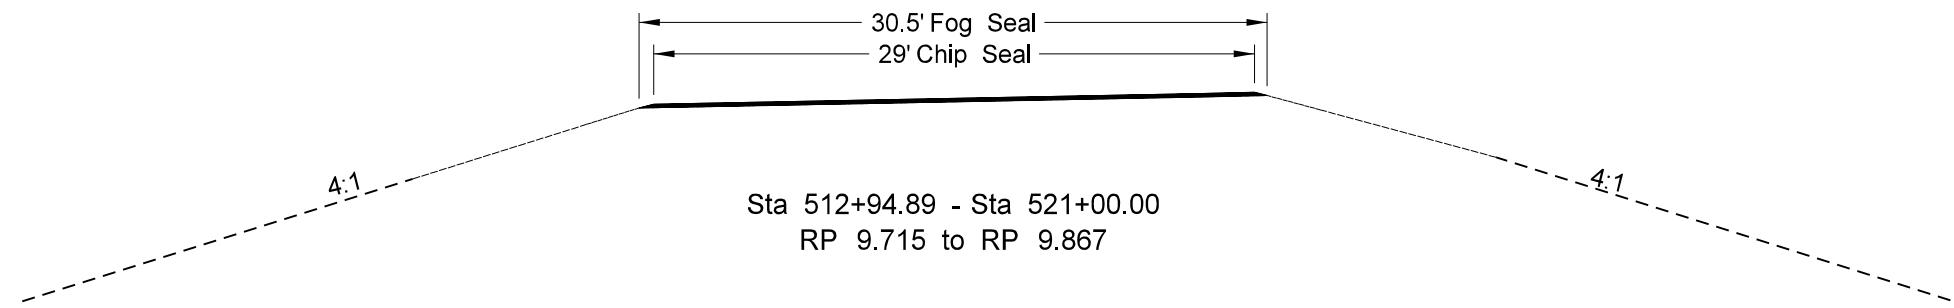 30.5' Fog Seal
29' Chip Seal
4:1
4:1
Sta 512+94.89 - Sta 521+00.00
RP 9.715 to RP 9.867